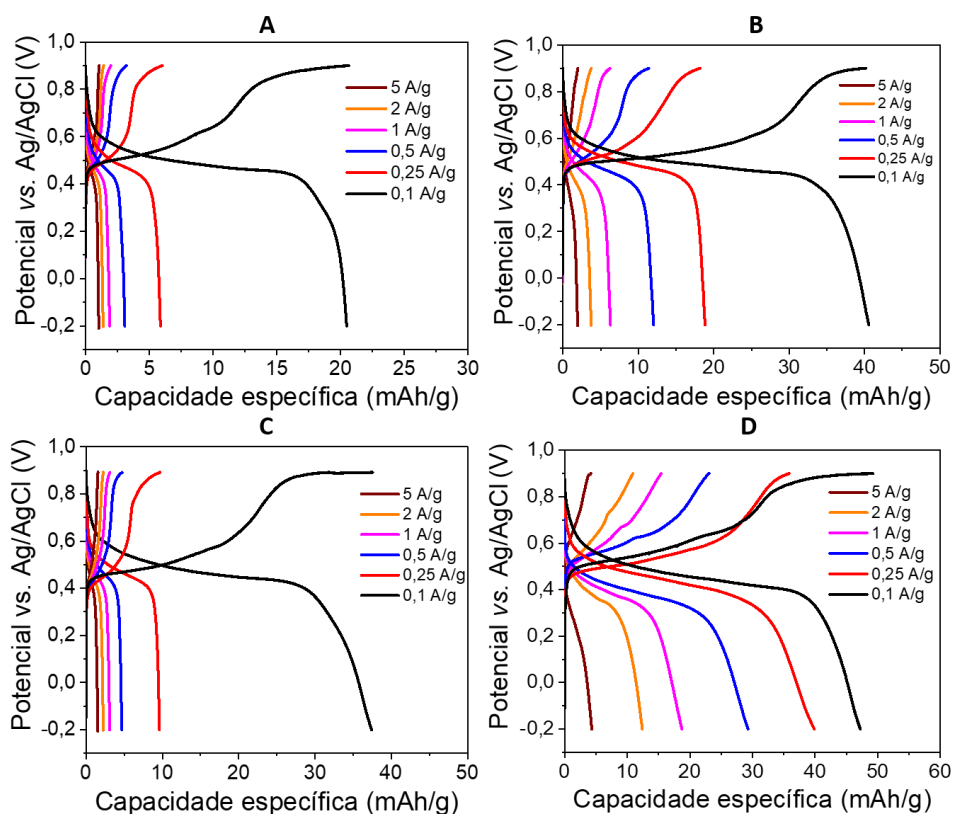 A
Potencial vs. Ag/AgCl (V)
1,0
0,8
0,6
0,4
0,2
0,0
-0,2
5 A/g
2 A/g
1 A/g
0,5 A/g
0,25 A/g
0,1 A/g
0 5 10 15 20 25 30
Capacidade específica (mAh/g)
B
Potencial vs. Ag/AgCl (V)
1,0
0,8
0,6
0,4
0,2
0,0
-0,2
5 A/g
2 A/g
1 A/g
0,5 A/g
0,25 A/g
0,1 A/g
0 10 20 30 40 50
Capacidade específica (mAh/g)
C
Potencial vs. Ag/AgCl (V)
1,0
0,8
0,6
0,4
0,2
0,0
-0,2
5 A/g
2 A/g
1 A/g
0,5 A/g
0,25 A/g
0,1 A/g
0 10 20 30 40 50
Capacidade específica (mAh/g)
D
Potencial vs. Ag/AgCl (V)
1,0
0,8
0,6
0,4
0,2
0,0
-0,2
5 A/g
2 A/g
1 A/g
0,5 A/g
0,25 A/g
0,1 A/g
0 10 20 30 40 50 60
Capacidade específica (mAh/g)